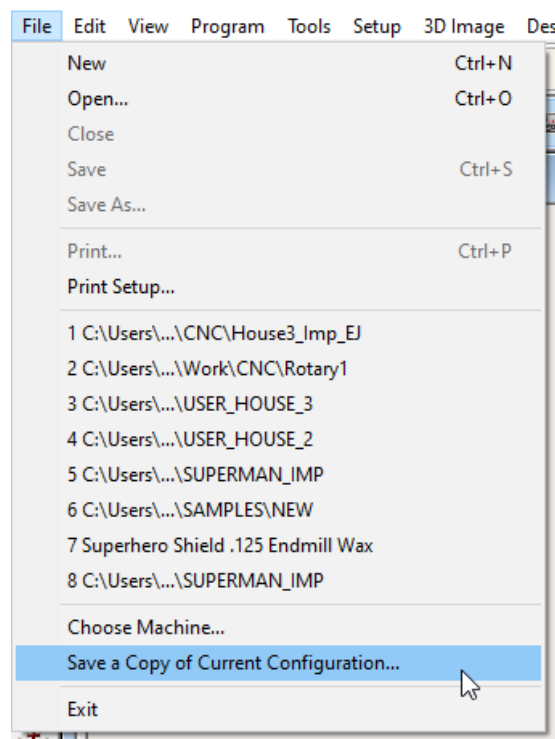 File Edit View Program Tools Setup 3D Image Des
New Ctrl+N
Open... Ctrl+O
Close
Save Ctrl+S
Save As...
Print... Ctrl+P
Print Setup...
1 C:\Users\...\CNC\House3_Imp_EJ
2 C:\Users\...\Work\CNC\Rotary1
3 C:\Users\...\USER_HOUSE_3
4 C:\Users\...\USER_HOUSE_2
5 C:\Users\...\SUPERMAN_IMP
6 C:\Users\...\SAMPLES\NEW
7 Superhero Shield .125 Endmill Wax
8 C:\Users\...\SUPERMAN_IMP
Choose Machine...
Save a Copy of Current Configuration...
Exit